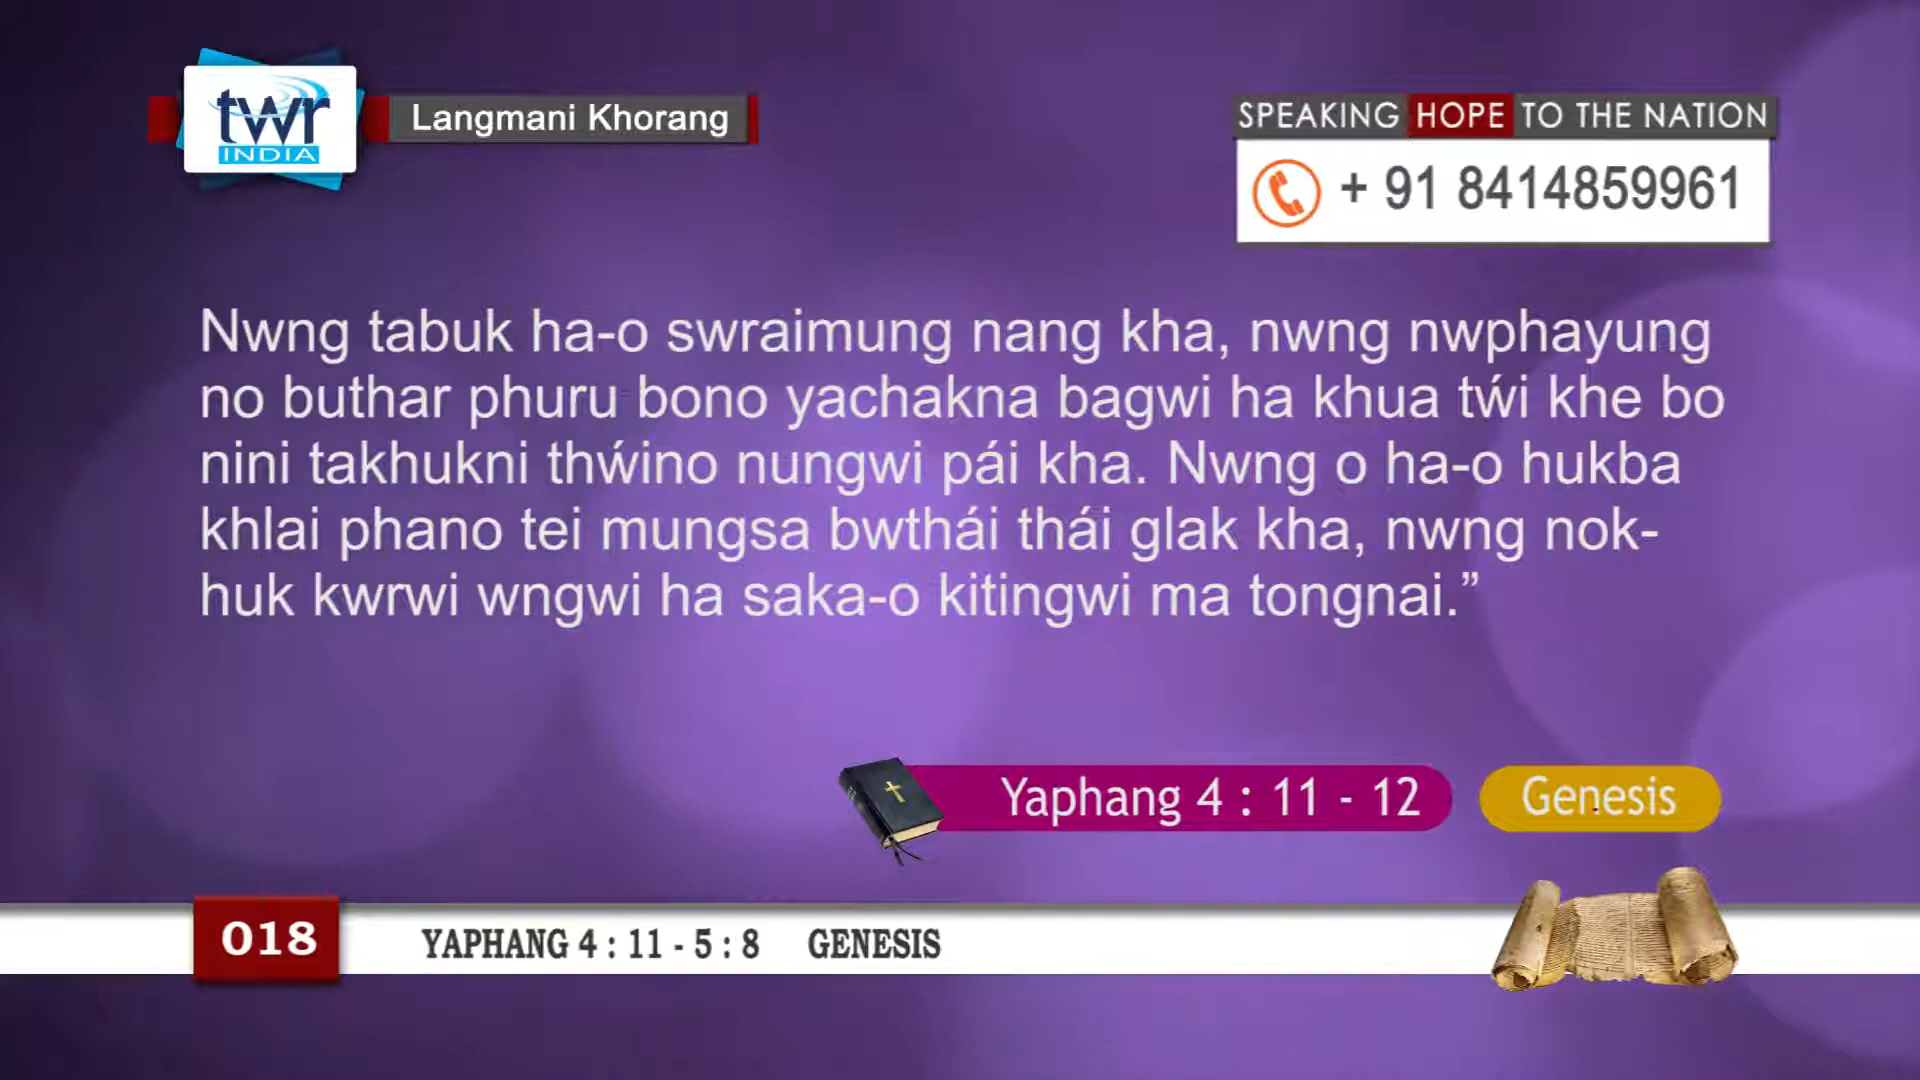 twr
INDIA
Langmani Khorang
SPEAKING HOPE TO THE NATION
+ 91 8414859961
Nwng tabuk ha-o swraimung nang kha, nwng nwphayung
no buthar phuru bono yachakna bagwi ha khua tẃi khe bo
nini takhukni thẃino nungwi pái kha. Nwng o ha-o hukba
khlai phano tei mungsa bwthái thái glak kha, nwng nok-
huk kwrwi wngwi ha saka-o kitingwi ma tongnai.”
Yaphang 4 : 11 - 12
Genesis
018
YAPHANG 4 : 11 - 5 : 8 GENESIS